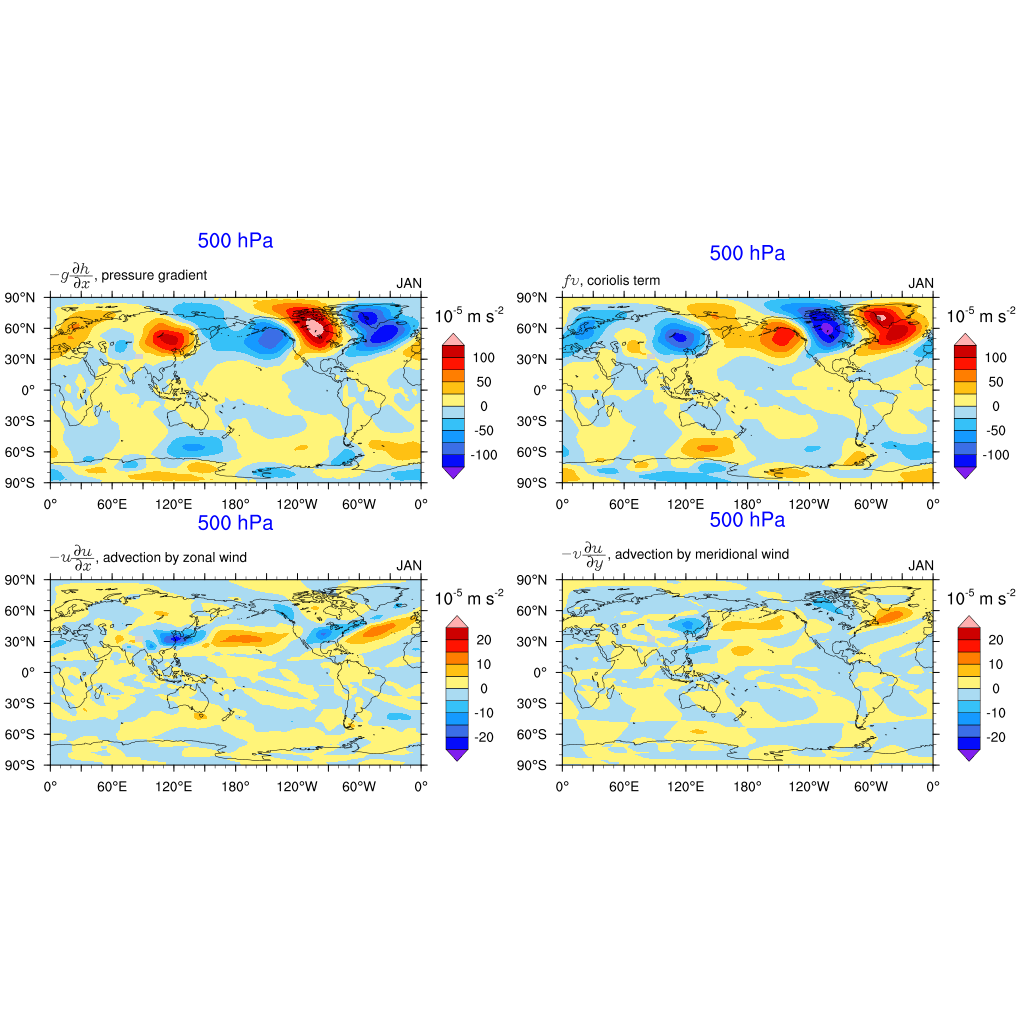 500 hPa
500 hPa
−g∂h/∂x, pressure gradient
JAN
fv, coriolis term
JAN
90°N
60°N
30°N
0°
30°S
60°S
90°S
0° 60°E 120°E 180° 120°W 60°W 0°
10⁻⁵ m s⁻²
100
50
0
-50
-100
90°N
60°N
30°N
0°
30°S
60°S
90°S
0° 60°E 120°E 180° 120°W 60°W 0°
10⁻⁵ m s⁻²
100
50
0
-50
-100
500 hPa
500 hPa
−u∂u/∂x, advection by zonal wind
JAN
−v∂u/∂y, advection by meridional wind
JAN
90°N
60°N
30°N
0°
30°S
60°S
90°S
0° 60°E 120°E 180° 120°W 60°W 0°
10⁻⁵ m s⁻²
20
10
0
-10
-20
90°N
60°N
30°N
0°
30°S
60°S
90°S
0° 60°E 120°E 180° 120°W 60°W 0°
10⁻⁵ m s⁻²
20
10
0
-10
-20